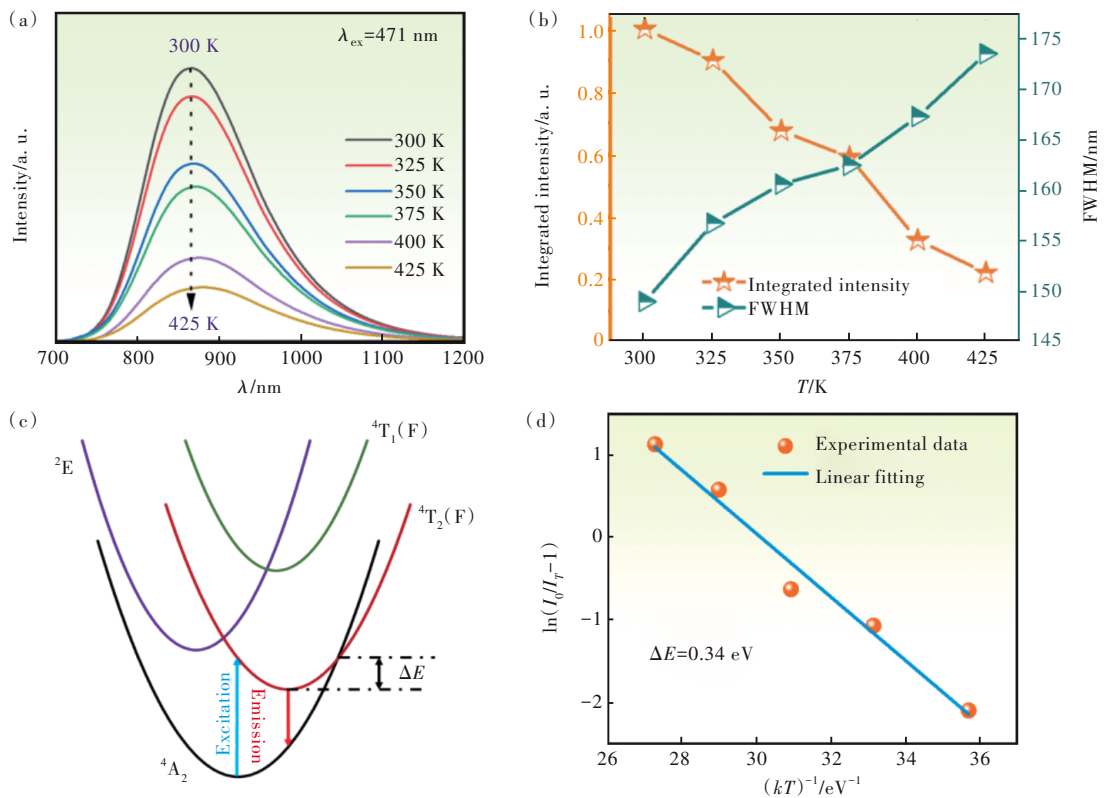 (a)
λex=471 nm
300 K
300 K
325 K
350 K
375 K
400 K
425 K
425 K
Intensity/a. u.
700
800
900
1000
1100
1200
λ/nm
(b)
1.0
0.8
0.6
0.4
0.2
0
Integrated intensity/a. u.
175
170
165
160
155
150
145
FWHM/nm
Integrated intensity
FWHM
300
325
350
375
400
425
T/K
(c)
²E
⁴T₁(F)
⁴T₂(F)
⁴A₂
Excitation
Emission
ΔE
(d)
Experimental data
Linear fitting
ΔE=0.34 eV
ln(I₀/I_T−1)
1
0
−1
−2
26
28
30
32
34
36
(kT)⁻¹/eV⁻¹